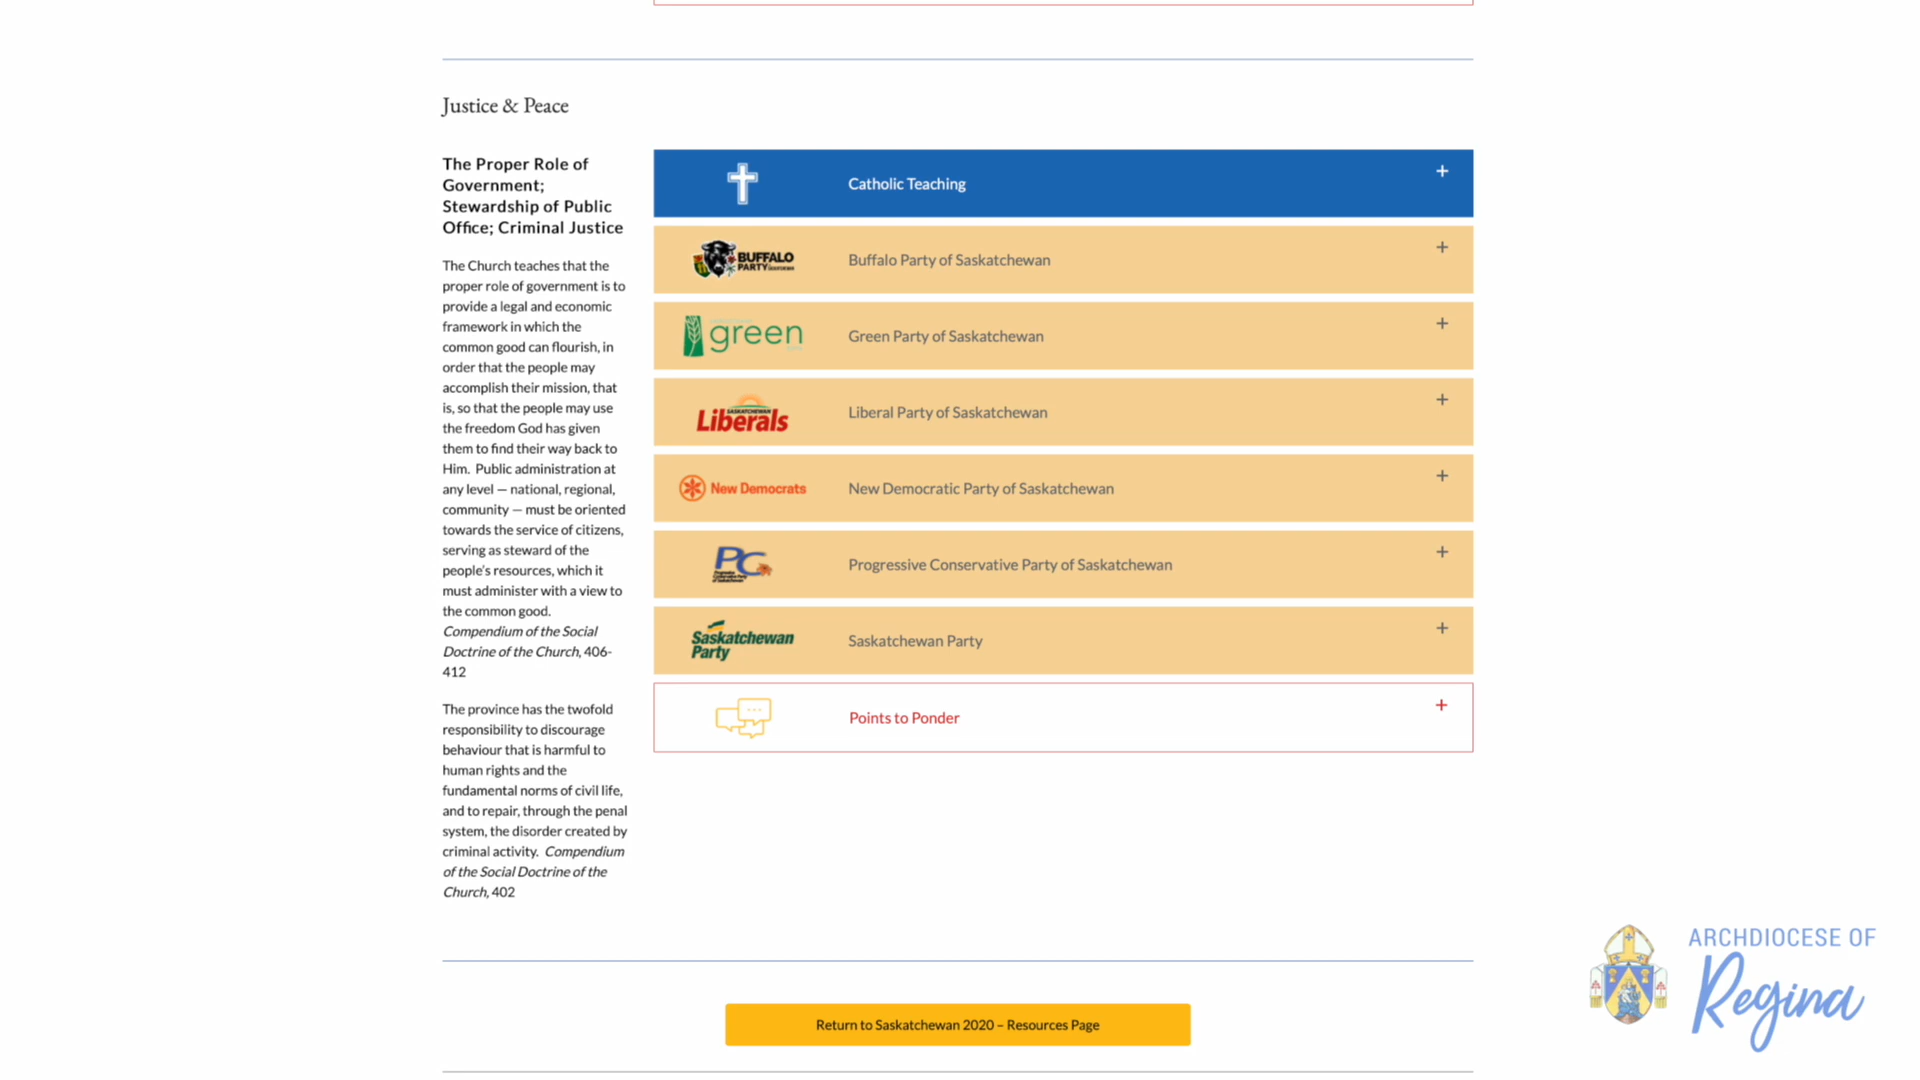 Justice & Peace
The Proper Role of
Government;
Stewardship of Public
Office; Criminal Justice
The Church teaches that the
proper role of government is to
provide a legal and economic
framework in which the
common good can flourish, in
order that the people may
accomplish their mission, that
is, so that the people may use
the freedom God has given
them to find their way back to
Him. Public administration at
any level — national, regional,
community — must be oriented
towards the service of citizens,
serving as steward of the
people's resources, which it
must administer with a view to
the common good.
Compendium of the Social
Doctrine of the Church, 406-
412
The province has the twofold
responsibility to discourage
behaviour that is harmful to
human rights and the
fundamental norms of civil life,
and to repair, through the penal
system, the disorder created by
criminal activity. Compendium
of the Social Doctrine of the
Church, 402
Catholic Teaching +
BUFFALO
PARTY
Buffalo Party of Saskatchewan +
green
Green Party of Saskatchewan +
SASKATCHEWAN
Liberals
Liberal Party of Saskatchewan +
New Democrats
New Democratic Party of Saskatchewan +
PC
Progressive
Conservative Party
of Saskatchewan
Progressive Conservative Party of Saskatchewan +
Saskatchewan
Party
Saskatchewan Party +
Points to Ponder +
Return to Saskatchewan 2020 – Resources Page
ARCHDIOCESE OF
Regina